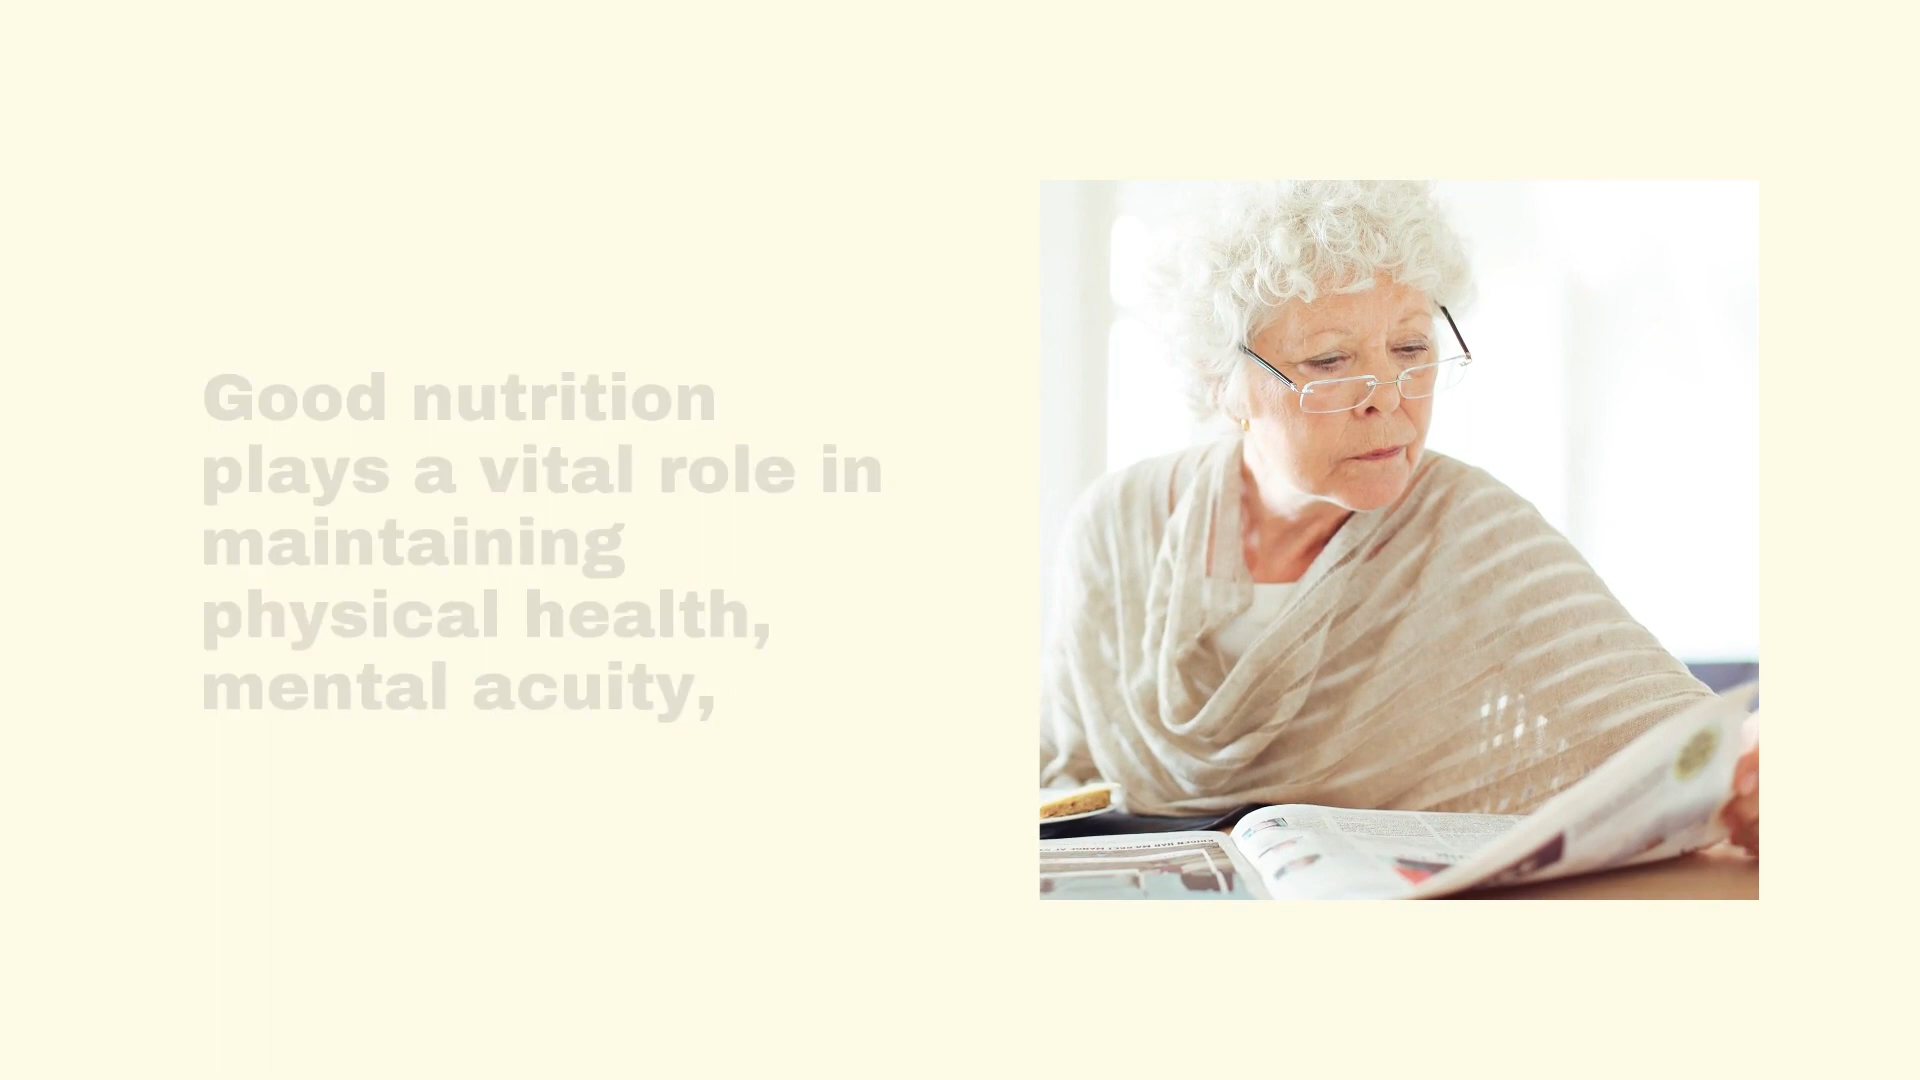 Good nutrition
plays a vital role in
maintaining
physical health,
mental acuity,